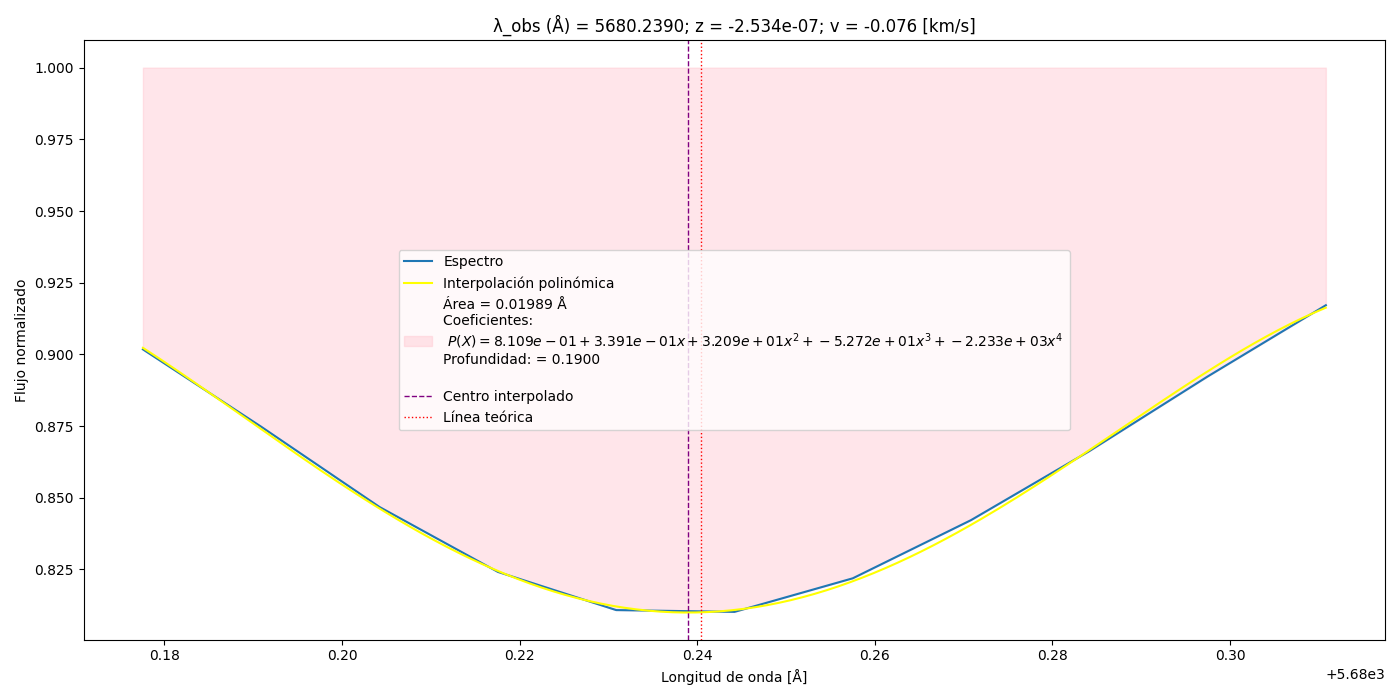 λ_obs (Å) = 5680.2390; z = -2.534e-07; v = -0.076 [km/s]
1.000
0.975
0.950
0.925
0.900
0.875
0.850
0.825
Flujo normalizado
Espectro
Interpolación polinómica
Área = 0.01989 Å
Coeficientes:
P(X) = 8.109e − 01 + 3.391e − 01x + 3.209e + 01x² + −5.272e + 01x³ + −2.233e + 03x⁴
Profundidad: = 0.1900
Centro interpolado
Línea teórica
0.18 0.20 0.22 0.24 0.26 0.28 0.30
Longitud de onda [Å]
+5.68e3